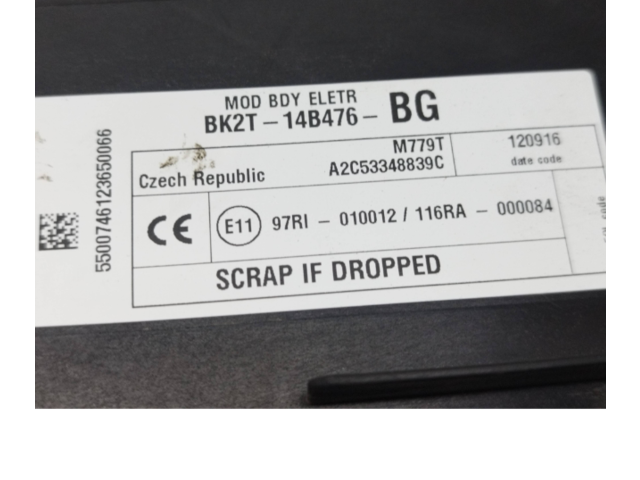 MOD BDY ELETR
BK2T-14B476- BG
M779T
Czech Republic A2C53348839C
120916
date code
5500746123650066
CE E11 97RI - 010012 / 116RA - 000084
code
SCRAP IF DROPPED